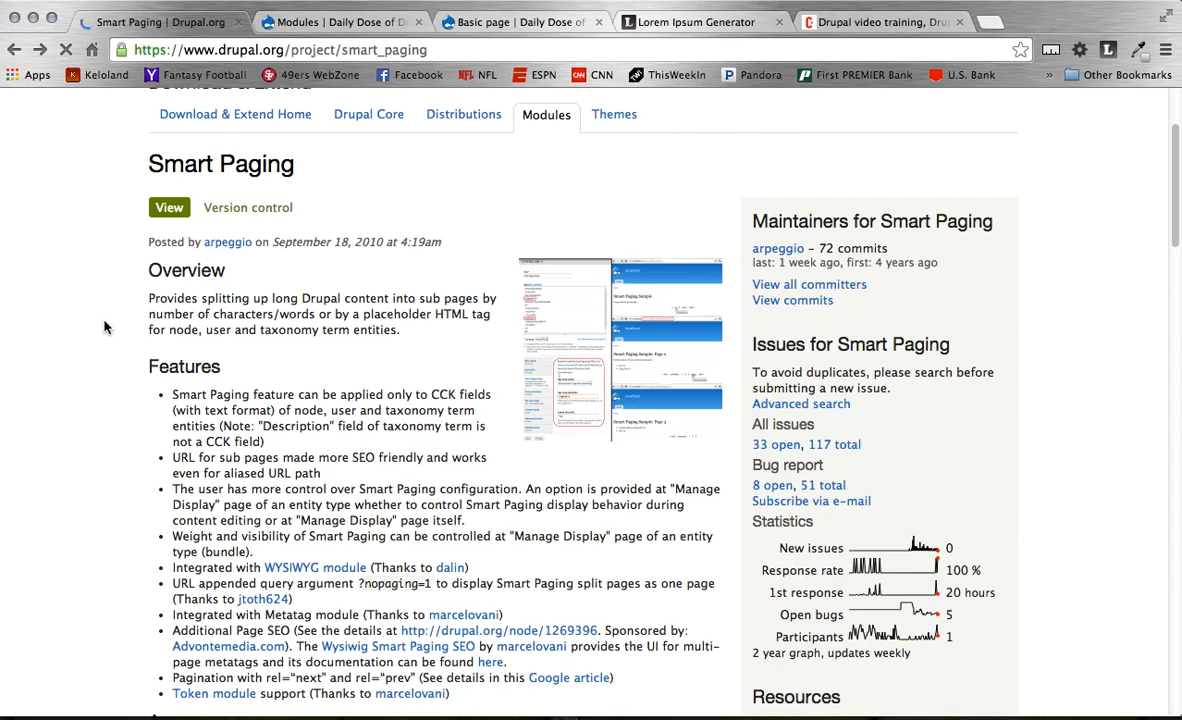 Smart Paging | Drupal.org
Modules | Daily Dose of D
Basic page | Daily Dose of
Lorem Ipsum Generator
Drupal video training, Dru
https://www.drupal.org/project/smart_paging
Apps
Keloland
Fantasy Football
49ers WebZone
Facebook
NFL
ESPN
CNN
ThisWeekIn
Pandora
First PREMIER Bank
U.S. Bank
»
Other Bookmarks
Download & Extend
Download & Extend Home
Drupal Core
Distributions
Modules
Themes
Smart Paging
View
Version control
Posted by arpeggio on September 18, 2010 at 4:19am
Overview
Provides splitting up long Drupal content into sub pages by
number of characters/words or by a placeholder HTML tag
for node, user and taxonomy term entities.
Features
• Smart Paging feature can be applied only to CCK fields
(with text format) of node, user and taxonomy term
entities (Note: "Description" field of taxonomy term is
not a CCK field)
• URL for sub pages made more SEO friendly and works
even for aliased URL path
• The user has more control over Smart Paging configuration. An option is provided at "Manage
Display" page of an entity type whether to control Smart Paging display behavior during
content editing or at "Manage Display" page itself.
• Weight and visibility of Smart Paging can be controlled at "Manage Display" page of an entity
type (bundle).
• Integrated with WYSIWYG module (Thanks to dalin)
• URL appended query argument ?nopaging=1 to display Smart Paging split pages as one page
(Thanks to jtoth624)
• Integrated with Metatag module (Thanks to marcelovani)
• Additional Page SEO (See the details at http://drupal.org/node/1269396. Sponsored by:
Advontemedia.com). The Wysiwig Smart Paging SEO by marcelovani provides the UI for multi-
page metatags and its documentation can be found here.
• Pagination with rel="next" and rel="prev" (See details in this Google article)
• Token module support (Thanks to marcelovani)
Maintainers for Smart Paging
arpeggio – 72 commits
last: 1 week ago, first: 4 years ago
View all committers
View commits
Issues for Smart Paging
To avoid duplicates, please search before
submitting a new issue.
Advanced search
All issues
33 open, 117 total
Bug report
8 open, 51 total
Subscribe via e-mail
Statistics
New issues 0
Response rate 100 %
1st response 20 hours
Open bugs 5
Participants 1
2 year graph, updates weekly
Resources